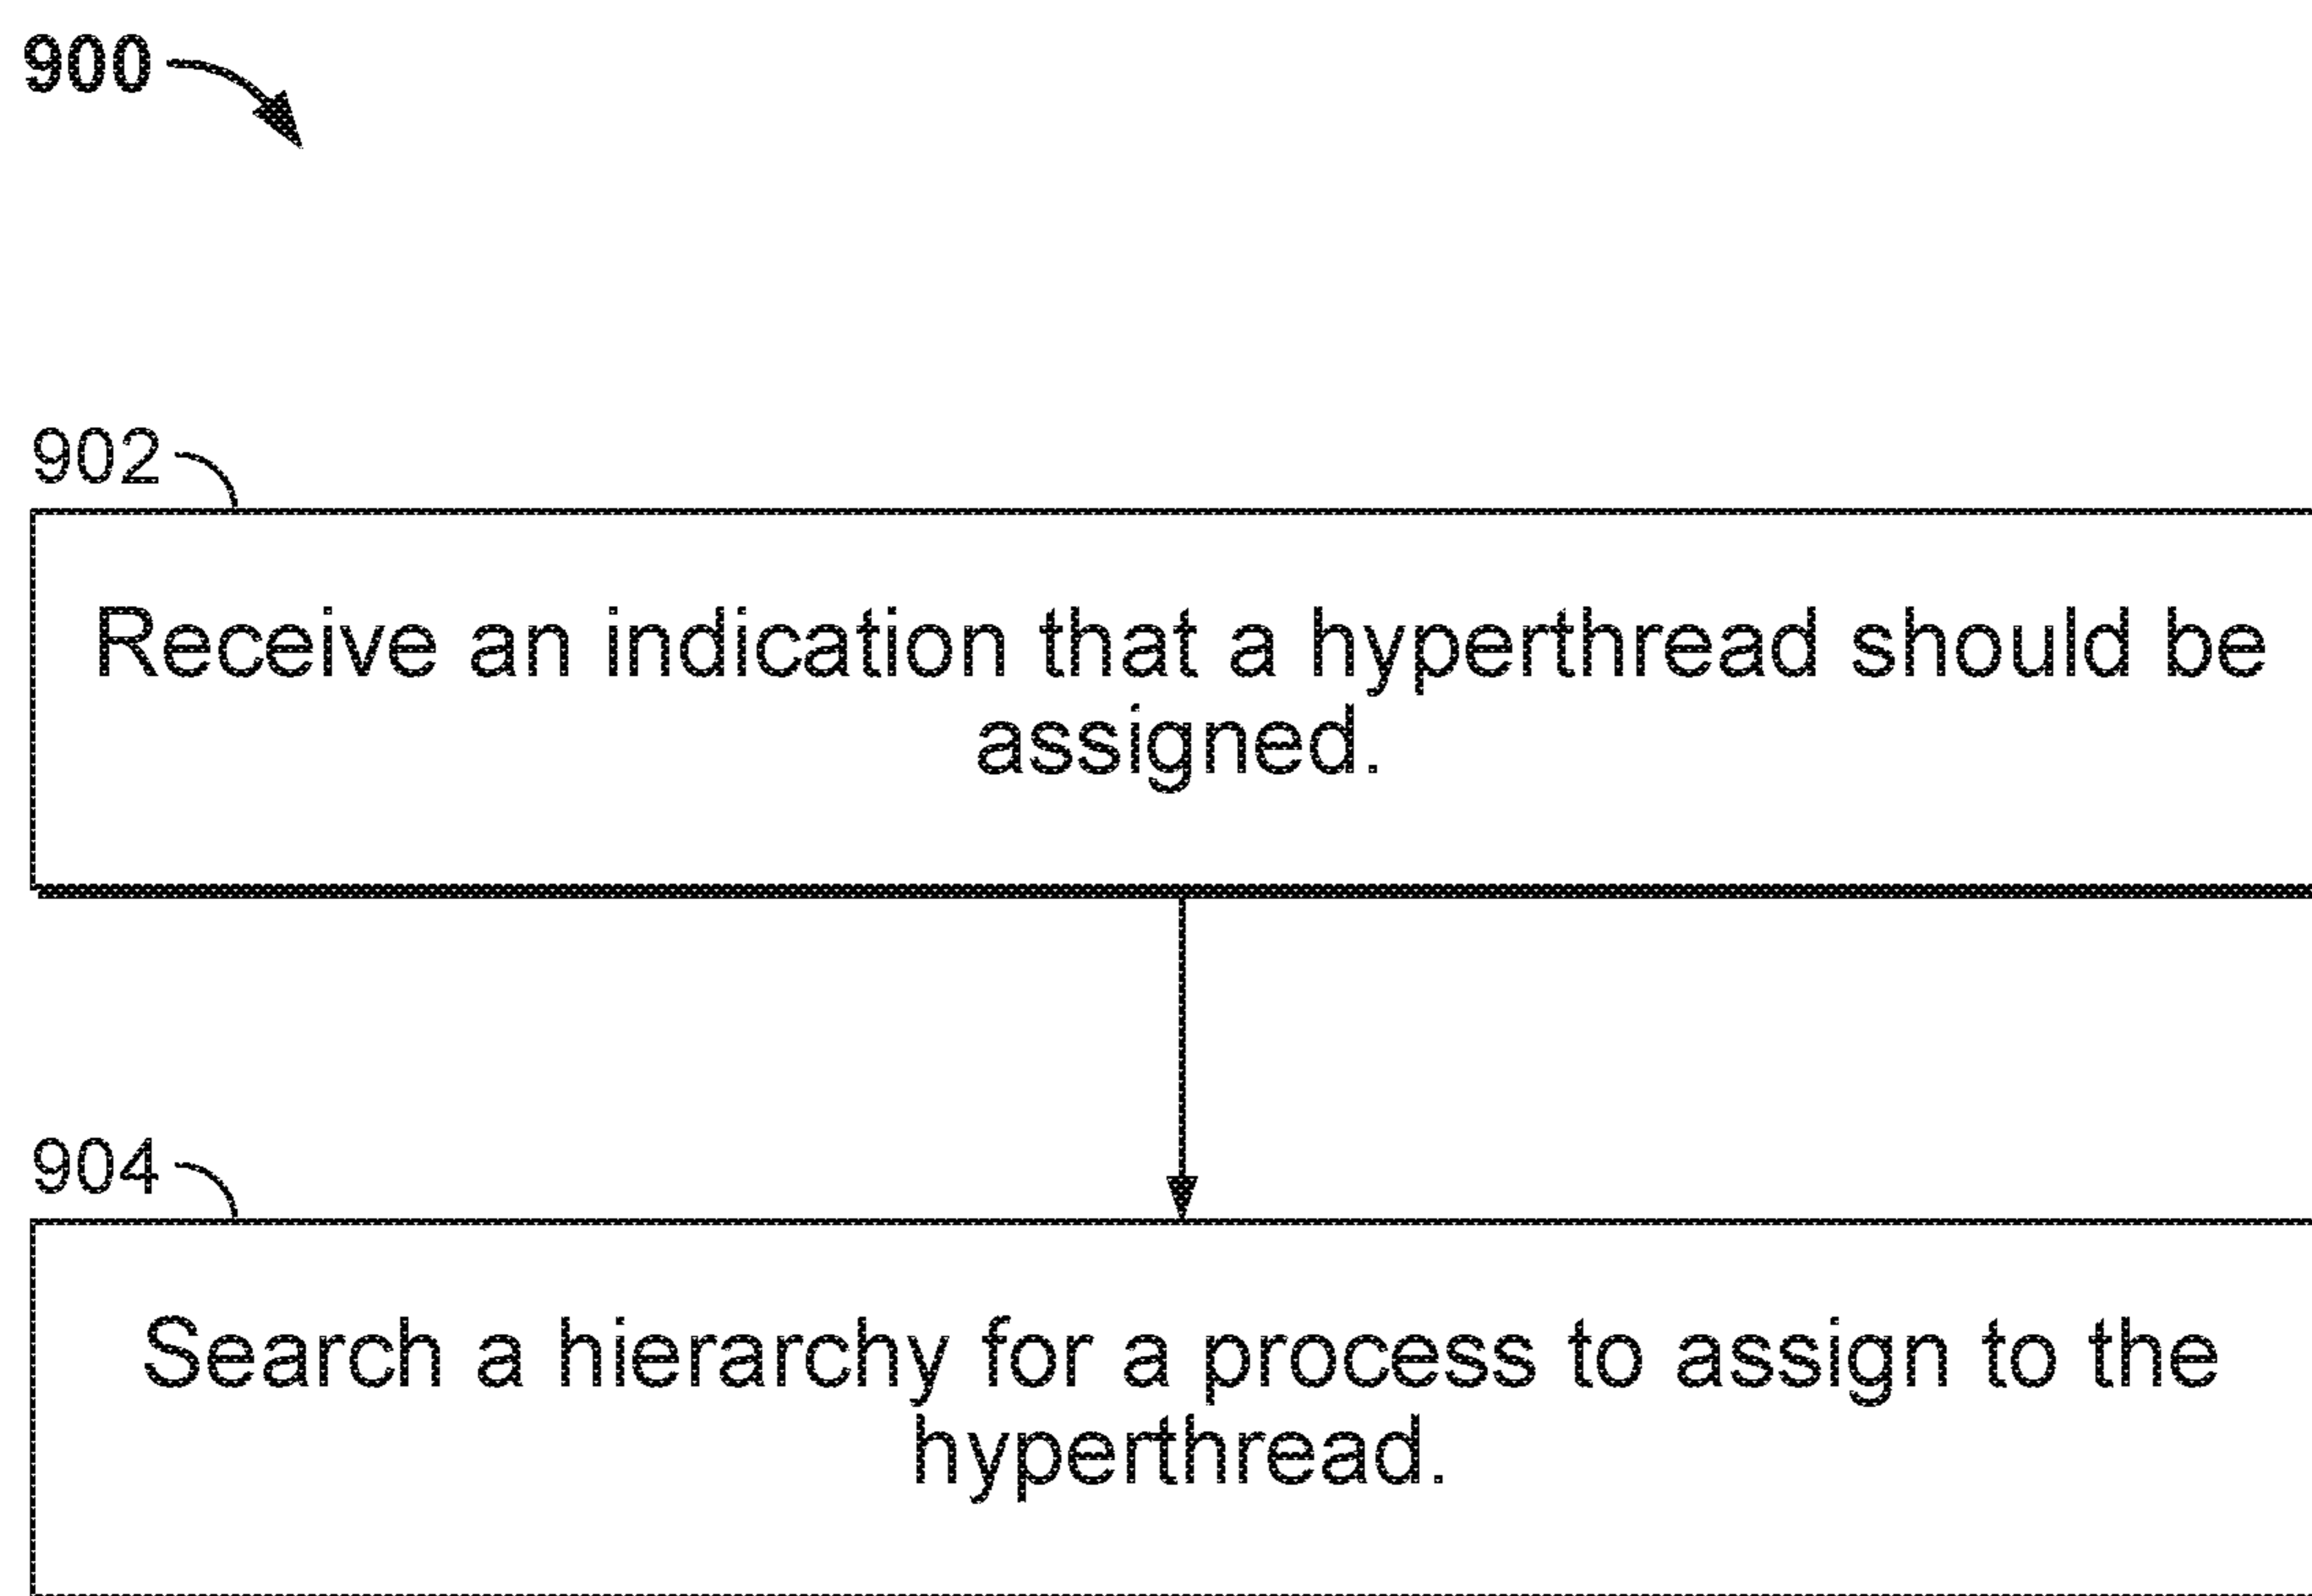 900
902
Receive an indication that a hyperthread should be
assigned.
904
Search a hierarchy for a process to assign to the
hyperthread.